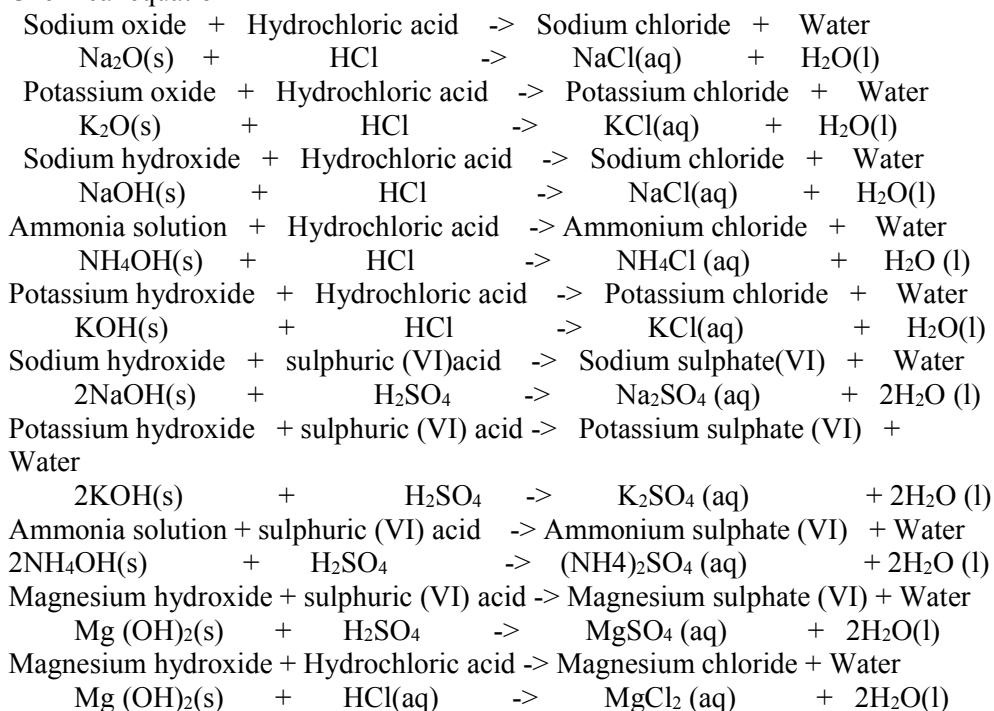 Sodium oxide + Hydrochloric acid -> Sodium chloride + Water
Na₂O(s) + HCl -> NaCl(aq) + H₂O(l)
Potassium oxide + Hydrochloric acid -> Potassium chloride + Water
K₂O(s) + HCl -> KCl(aq) + H₂O(l)
Sodium hydroxide + Hydrochloric acid -> Sodium chloride + Water
NaOH(s) + HCl -> NaCl(aq) + H₂O(l)
Ammonia solution + Hydrochloric acid -> Ammonium chloride + Water
NH₄OH(s) + HCl -> NH₄Cl (aq) + H₂O (l)
Potassium hydroxide + Hydrochloric acid -> Potassium chloride + Water
KOH(s) + HCl -> KCl(aq) + H₂O(l)
Sodium hydroxide + sulphuric (VI)acid -> Sodium sulphate(VI) + Water
2NaOH(s) + H₂SO₄ -> Na₂SO₄ (aq) + 2H₂O (l)
Potassium hydroxide + sulphuric (VI) acid -> Potassium sulphate (VI) +
Water
2KOH(s) + H₂SO₄ -> K₂SO₄ (aq) + 2H₂O (l)
Ammonia solution + sulphuric (VI) acid -> Ammonium sulphate (VI) + Water
2NH₄OH(s) + H₂SO₄ -> (NH4)₂SO₄ (aq) + 2H₂O (l)
Magnesium hydroxide + sulphuric (VI) acid -> Magnesium sulphate (VI) + Water
Mg (OH)₂(s) + H₂SO₄ -> MgSO₄ (aq) + 2H₂O(l)
Magnesium hydroxide + Hydrochloric acid -> Magnesium chloride + Water
Mg (OH)₂(s) + HCl(aq) -> MgCl₂ (aq) + 2H₂O(l)